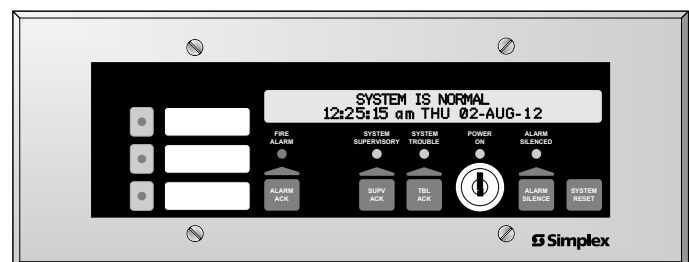 SYSTEM IS NORMAL
12:25:15 am THU 02-AUG-12
FIRE ALARM
SYSTEM SUPERVISORY
SYSTEM TROUBLE
POWER ON
ALARM SILENCED
ALARM ACK
SUPV ACK
TBL ACK
ALARM SILENCE
SYSTEM RESET
Simplex